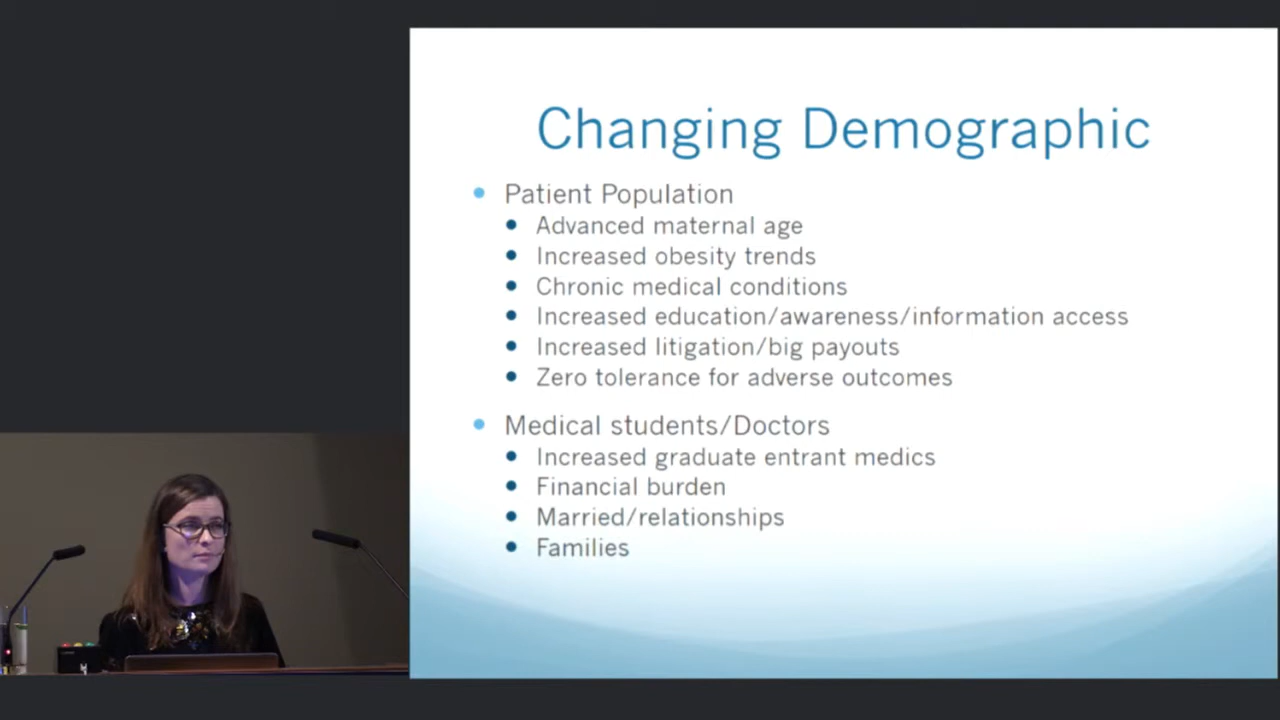 Changing Demographic
Patient Population
Advanced maternal age
Increased obesity trends
Chronic medical conditions
Increased education/awareness/information access
Increased litigation/big payouts
Zero tolerance for adverse outcomes
Medical students/Doctors
Increased graduate entrant medics
Financial burden
Married/relationships
Families